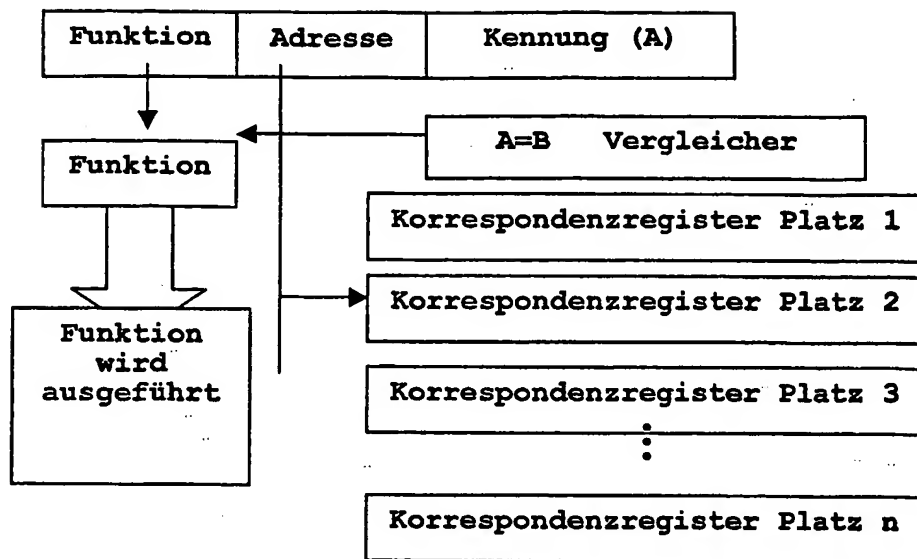 Funktion Adresse Kennung (A)
A=B Vergleicher
Funktion
Korrespondenzregister Platz 1
Korrespondenzregister Platz 2
Funktion
wird
ausgeführt
Korrespondenzregister Platz 3
Korrespondenzregister Platz n